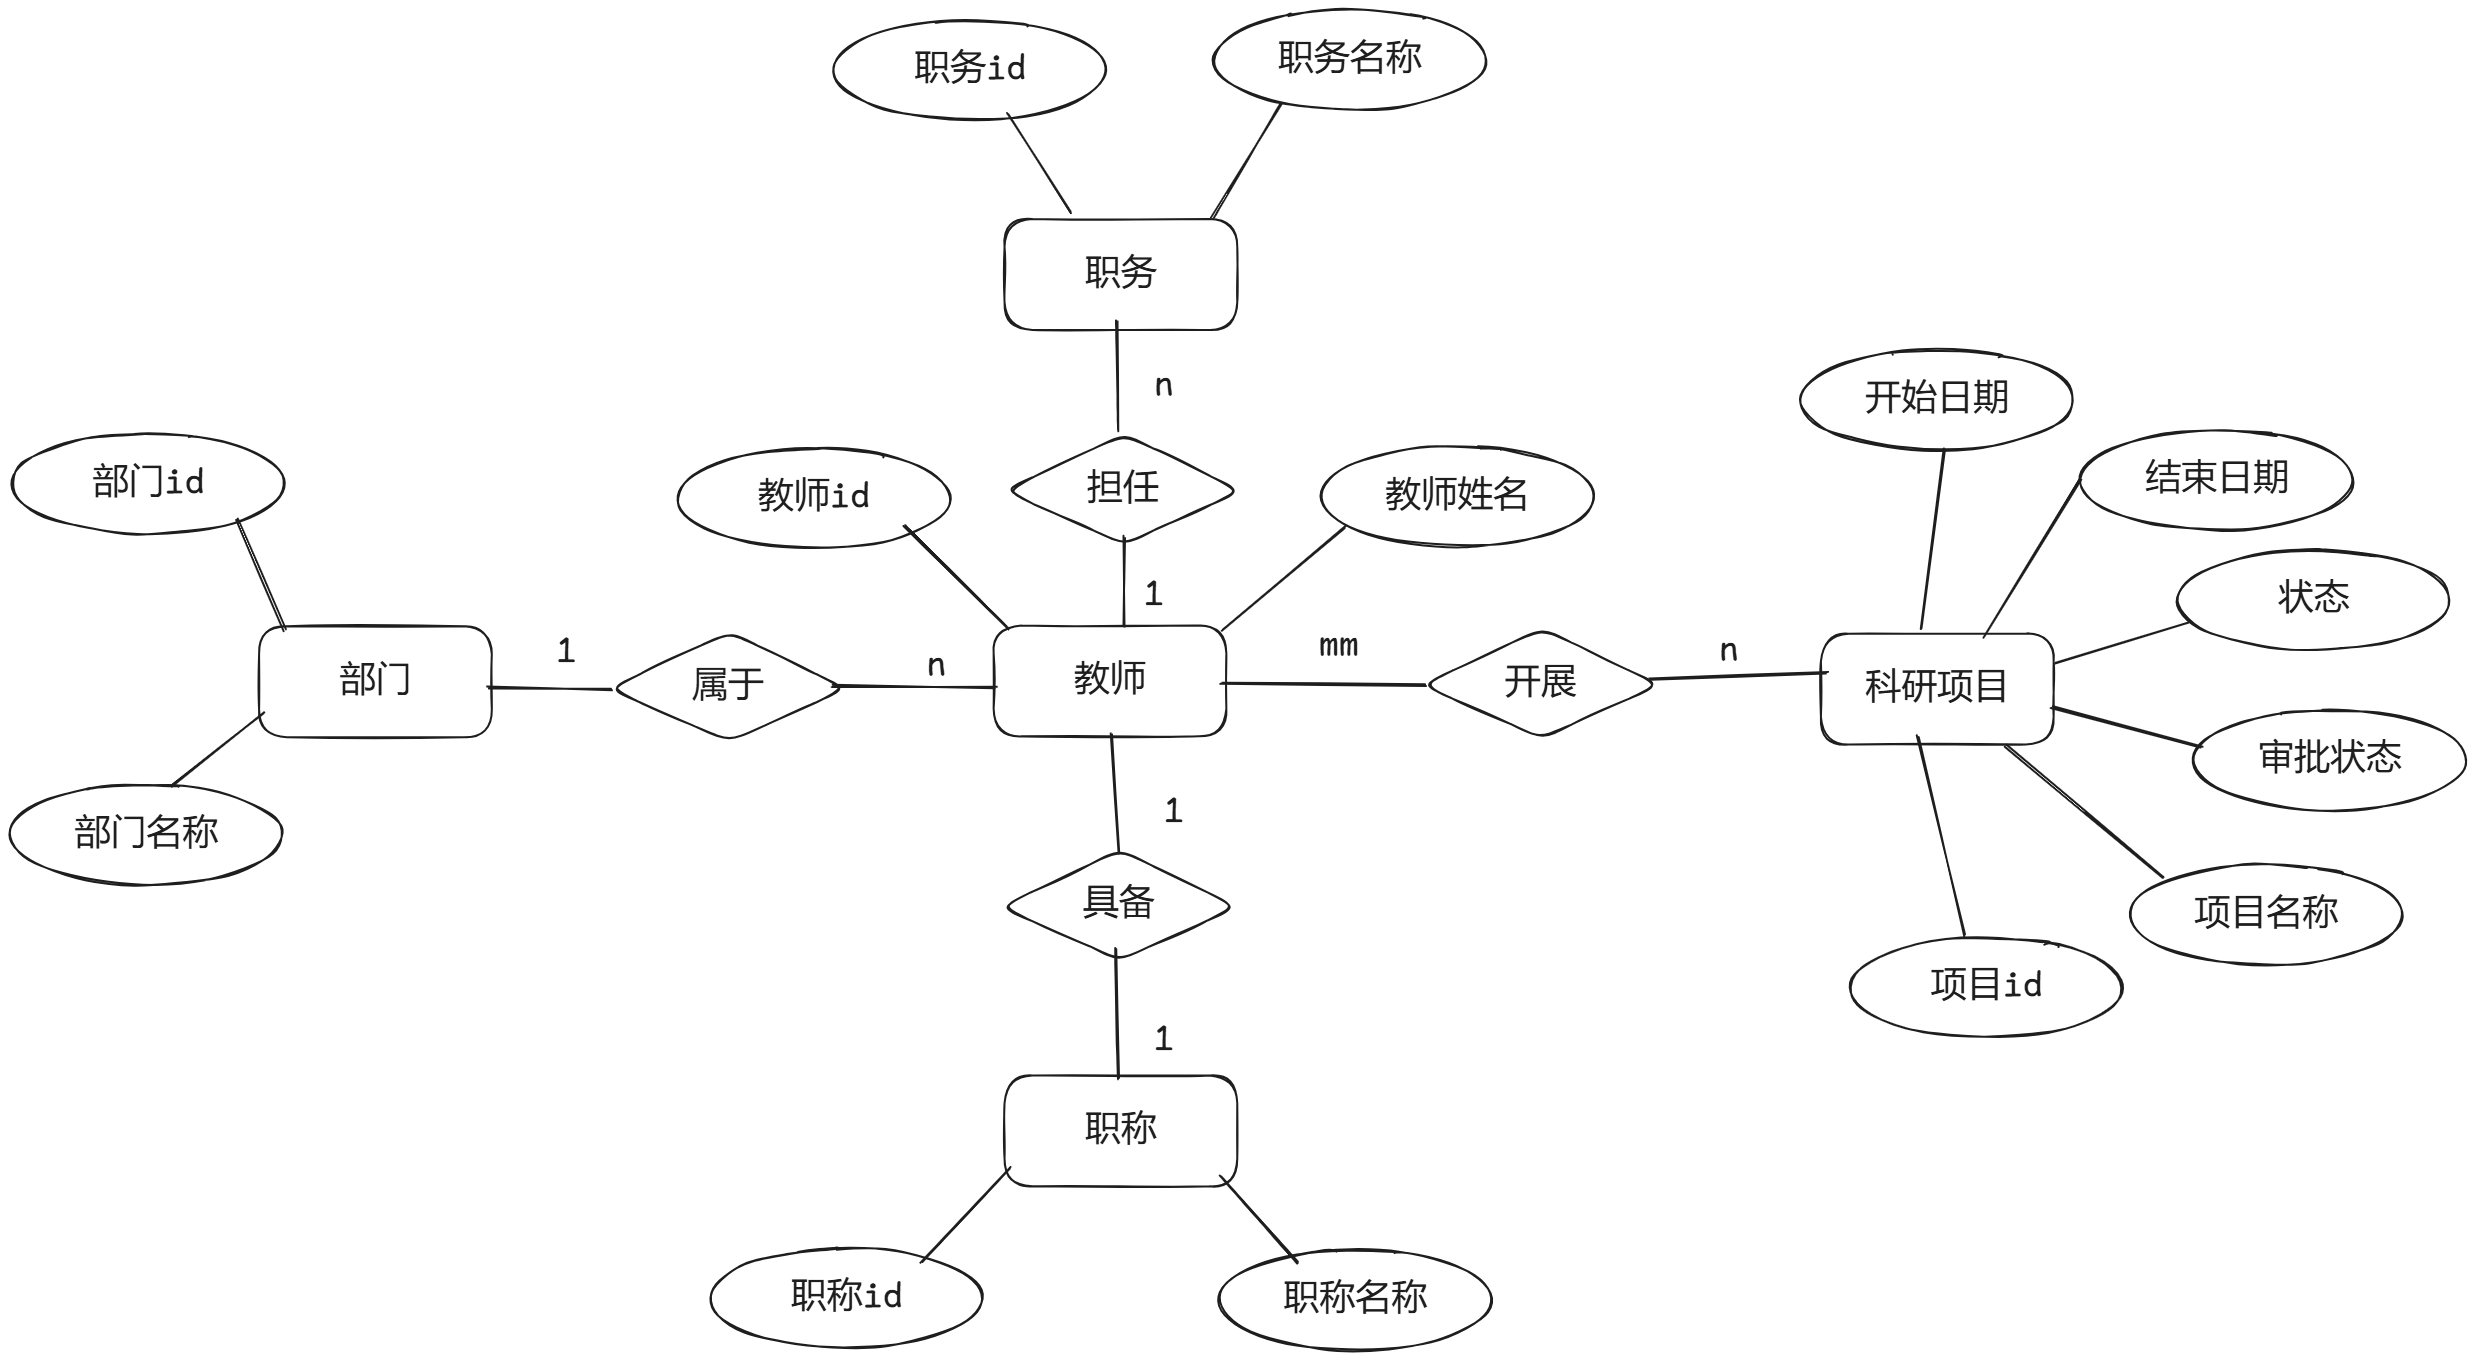 职务id
职务名称
职务
n
开始日期
部门id
教师id
担任
教师姓名
结束日期
1
状态
部门
1
属于
n
教师
mm
开展
n
科研项目
审批状态
部门名称
1
具备
项目名称
项目id
1
职称
职称id
职称名称